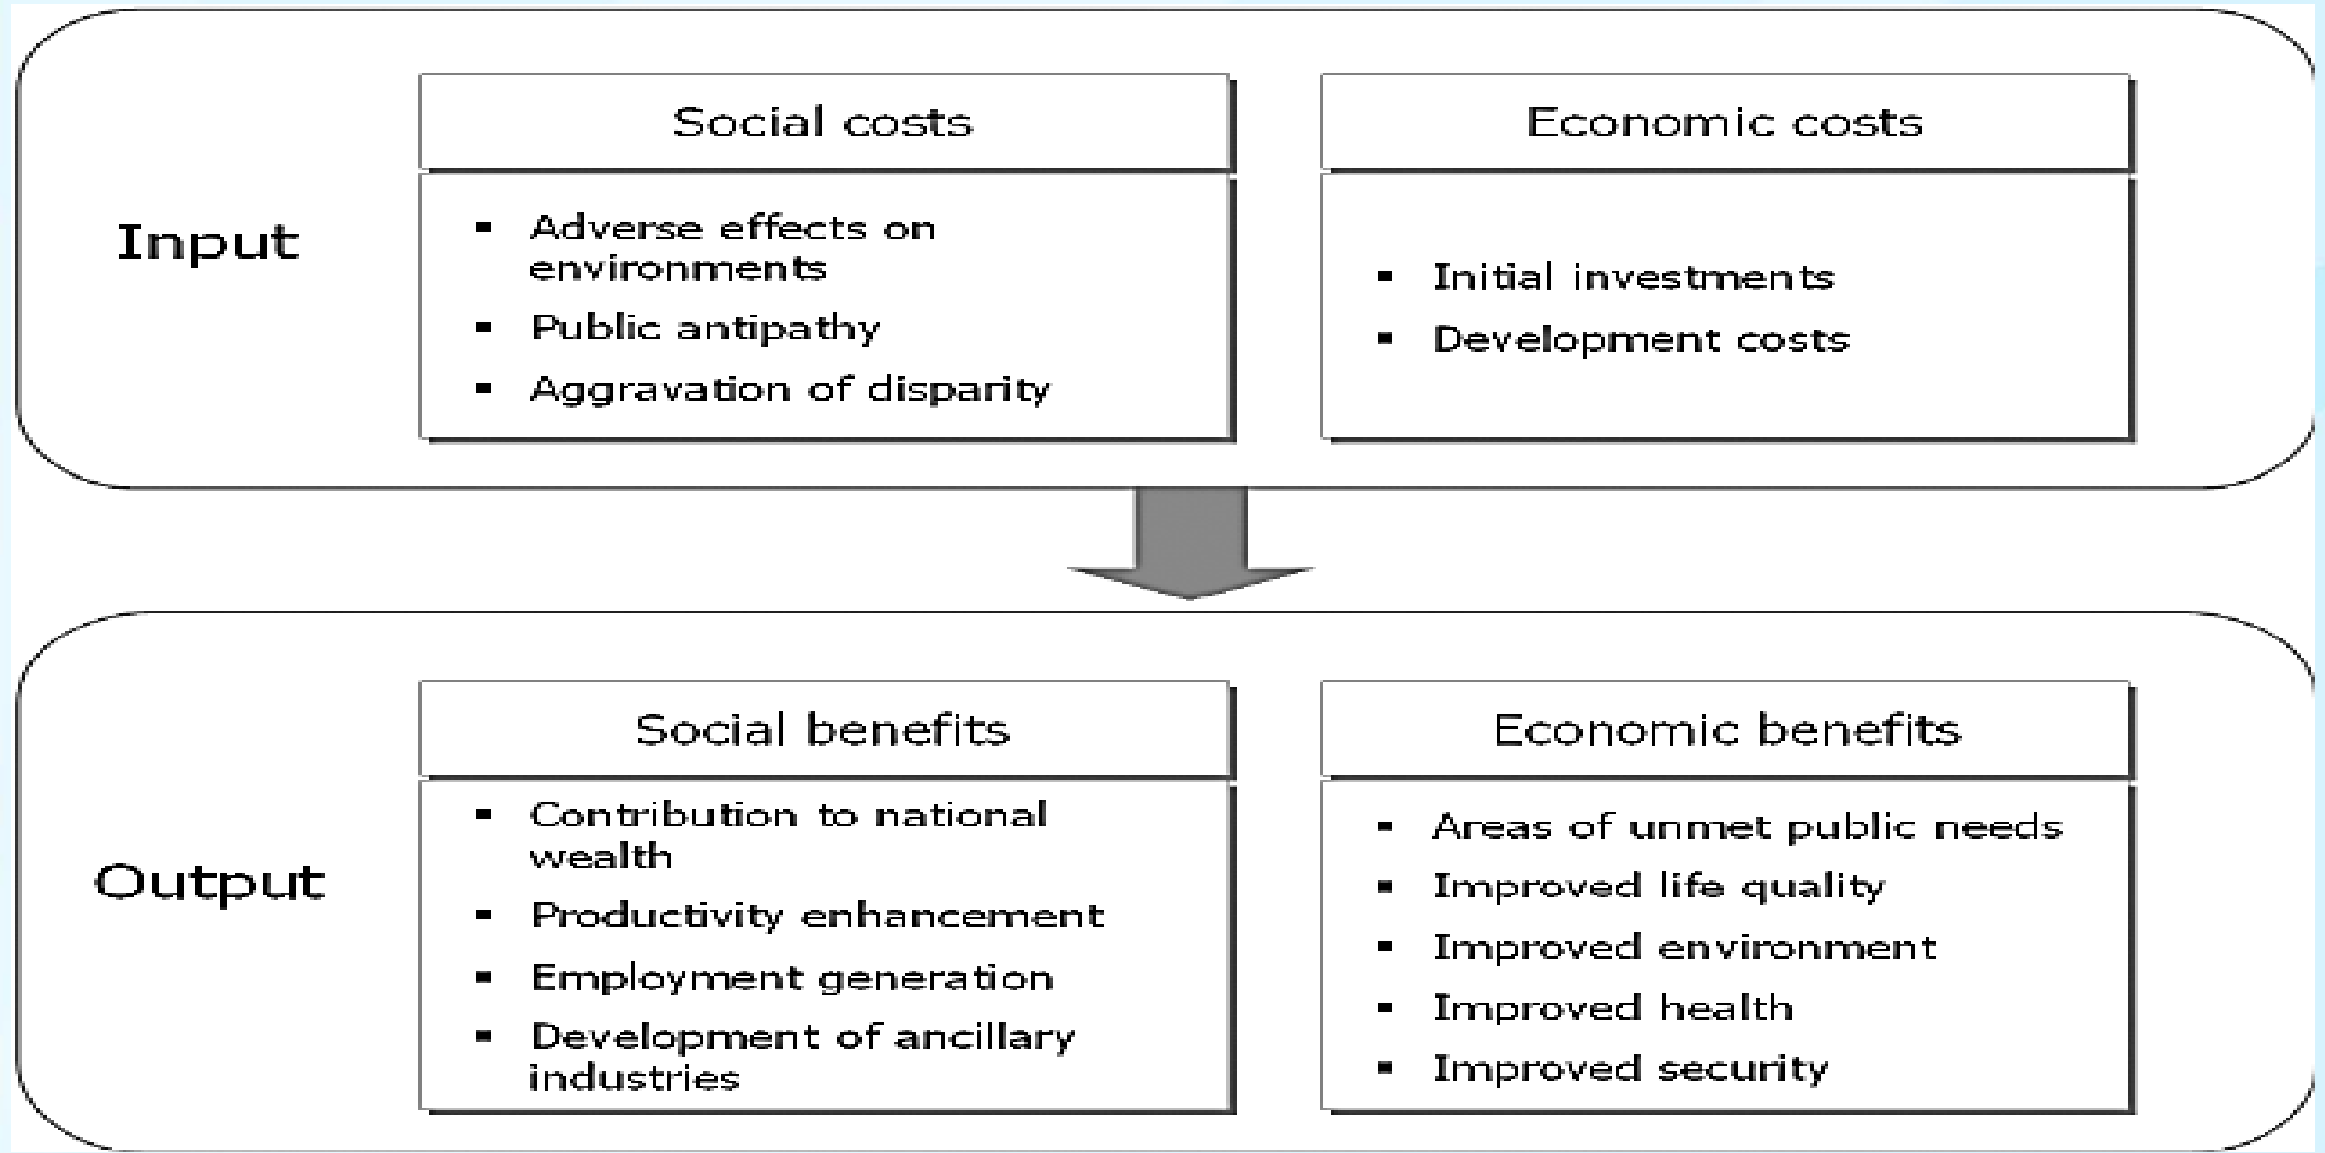 Input
Social costs
▪ Adverse effects on
environments
▪ Public antipathy
▪ Aggravation of disparity
Economic costs
▪ Initial investments
▪ Development costs
Output
Social benefits
▪ Contribution to national
wealth
▪ Productivity enhancement
▪ Employment generation
▪ Development of ancillary
industries
Economic benefits
▪ Areas of unmet public needs
▪ Improved life quality
▪ Improved environment
▪ Improved health
▪ Improved security